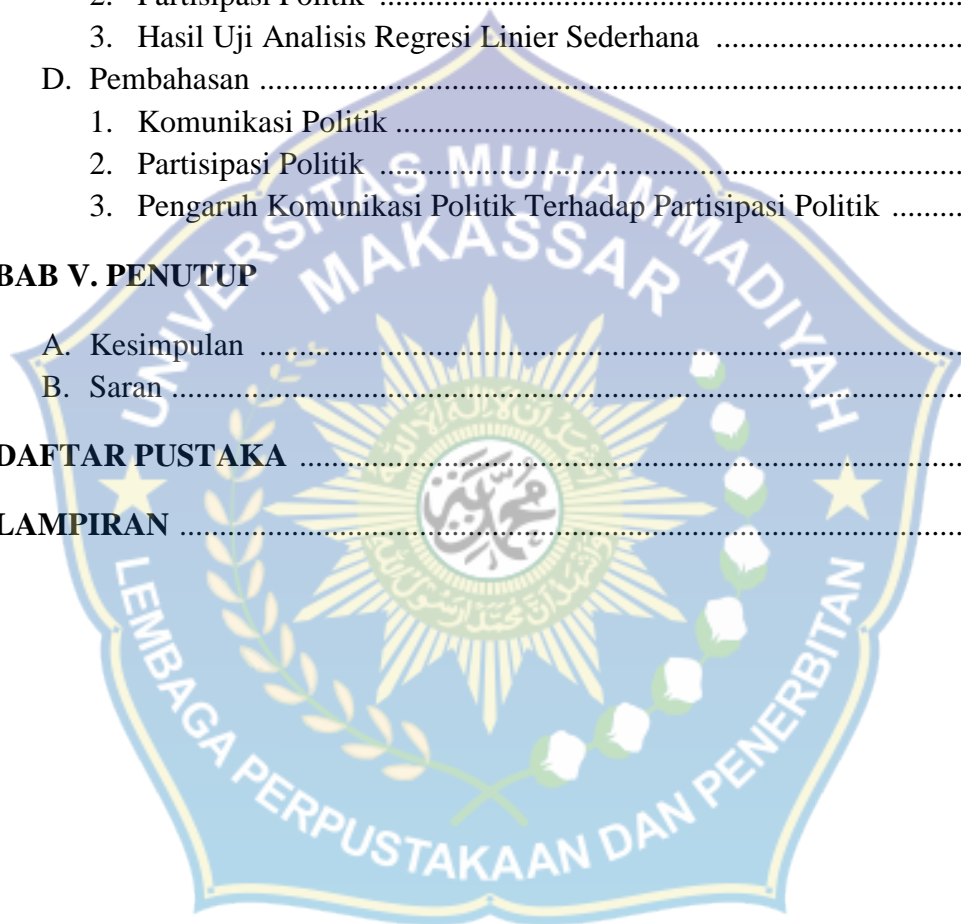 2. Partisipasi Politik ........................................................................
3. Hasil Uji Analisis Regresi Linier Sederhana ..............................
D. Pembahasan ........................................................................................
1. Komunikasi Politik ......................................................................
2. Partisipasi Politik ........................................................................
3. Pengaruh Komunikasi Politik Terhadap Partisipasi Politik .........
BAB V. PENUTUP
A. Kesimpulan ........................................................................................
B. Saran ..................................................................................................
DAFTAR PUSTAKA ..................................................................................
LAMPIRAN .................................................................................................
UNIVERSITAS MUHAMMADIYAH
MAKASSAR
محمد
LEMBAGA PERPUSTAKAAN DAN PENERBITAN